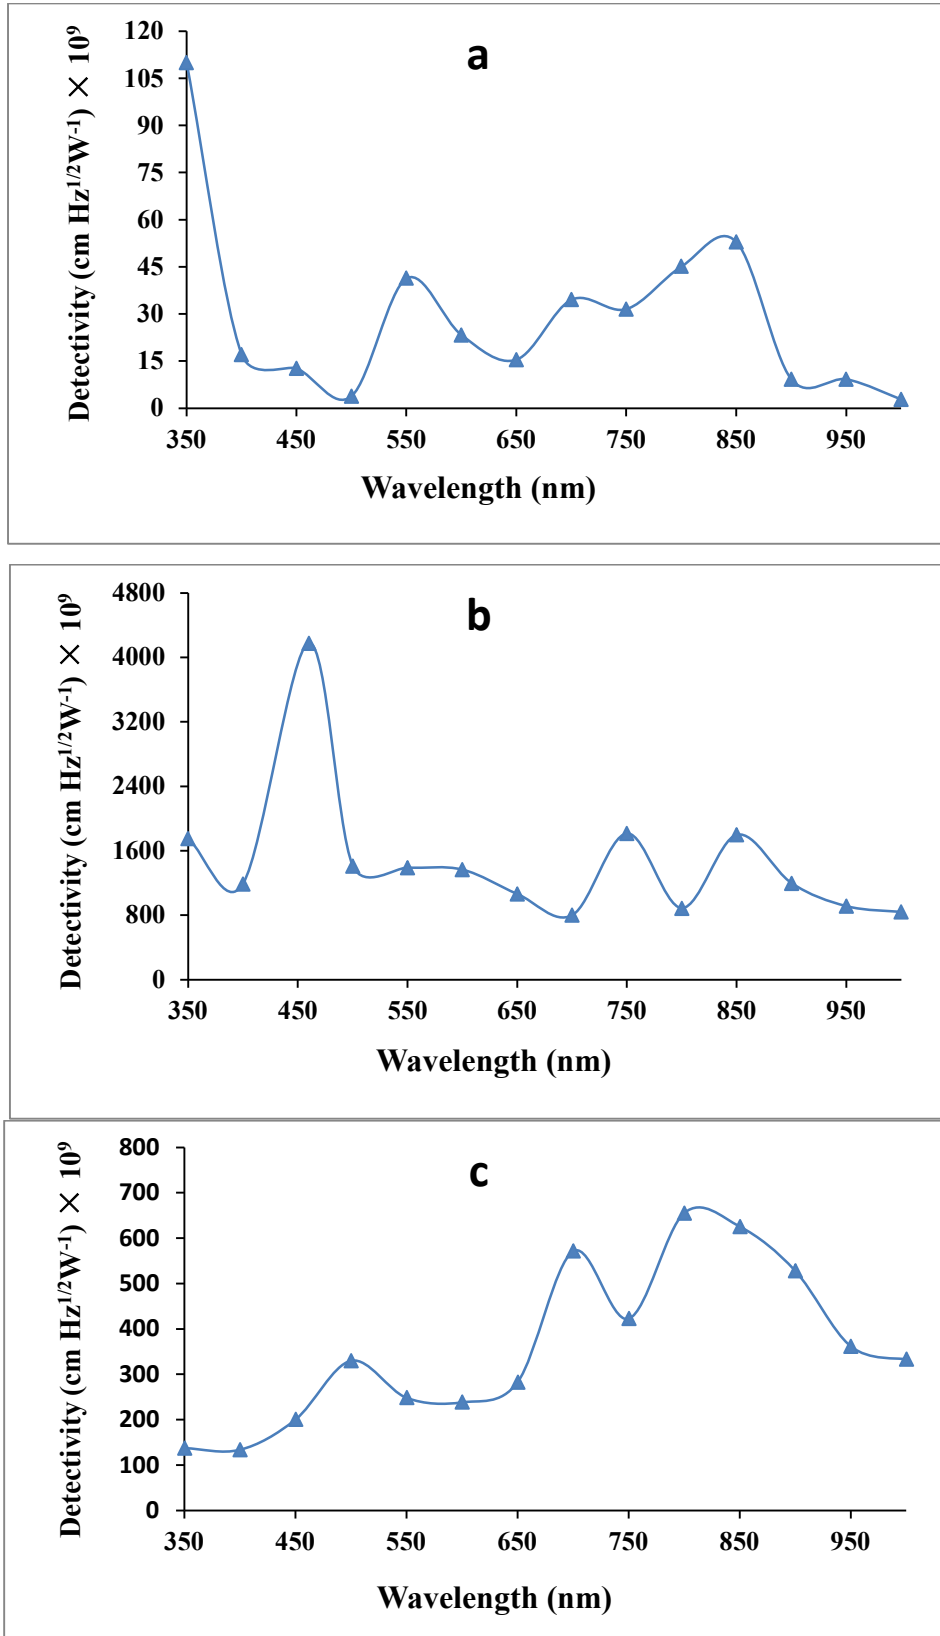 a
Detectivity (cm Hz¹/²W⁻¹) × 10⁹
120
105
90
75
60
45
30
15
0
350 450 550 650 750 850 950
Wavelength (nm)
b
Detectivity (cm Hz¹/²W⁻¹) × 10⁹
4800
4000
3200
2400
1600
800
0
350 450 550 650 750 850 950
Wavelength (nm)
c
Detectivity (cm Hz¹/²W⁻¹) × 10⁹
800
700
600
500
400
300
200
100
0
350 450 550 650 750 850 950
Wavelength (nm)